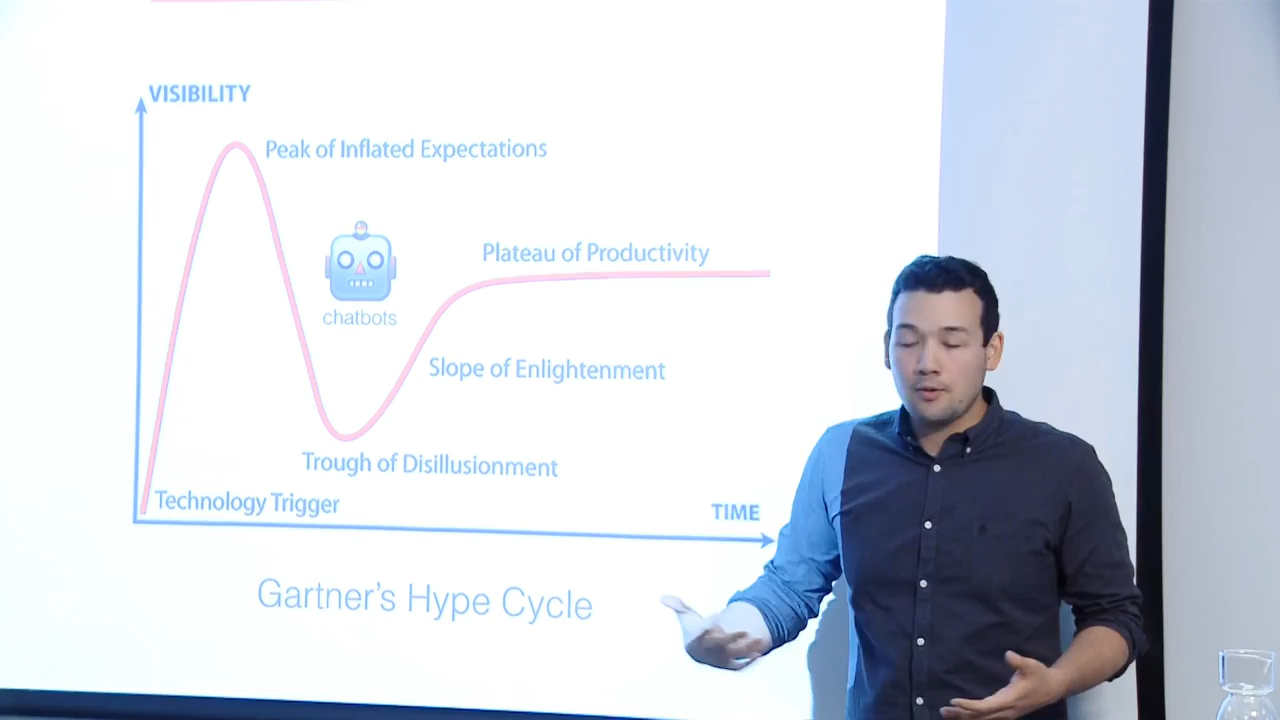 VISIBILITY
Peak of Inflated Expectations
Plateau of Productivity
chatbots
Slope of Enlightenment
Trough of Disillusionment
Technology Trigger
TIME
Gartner's Hype Cycle